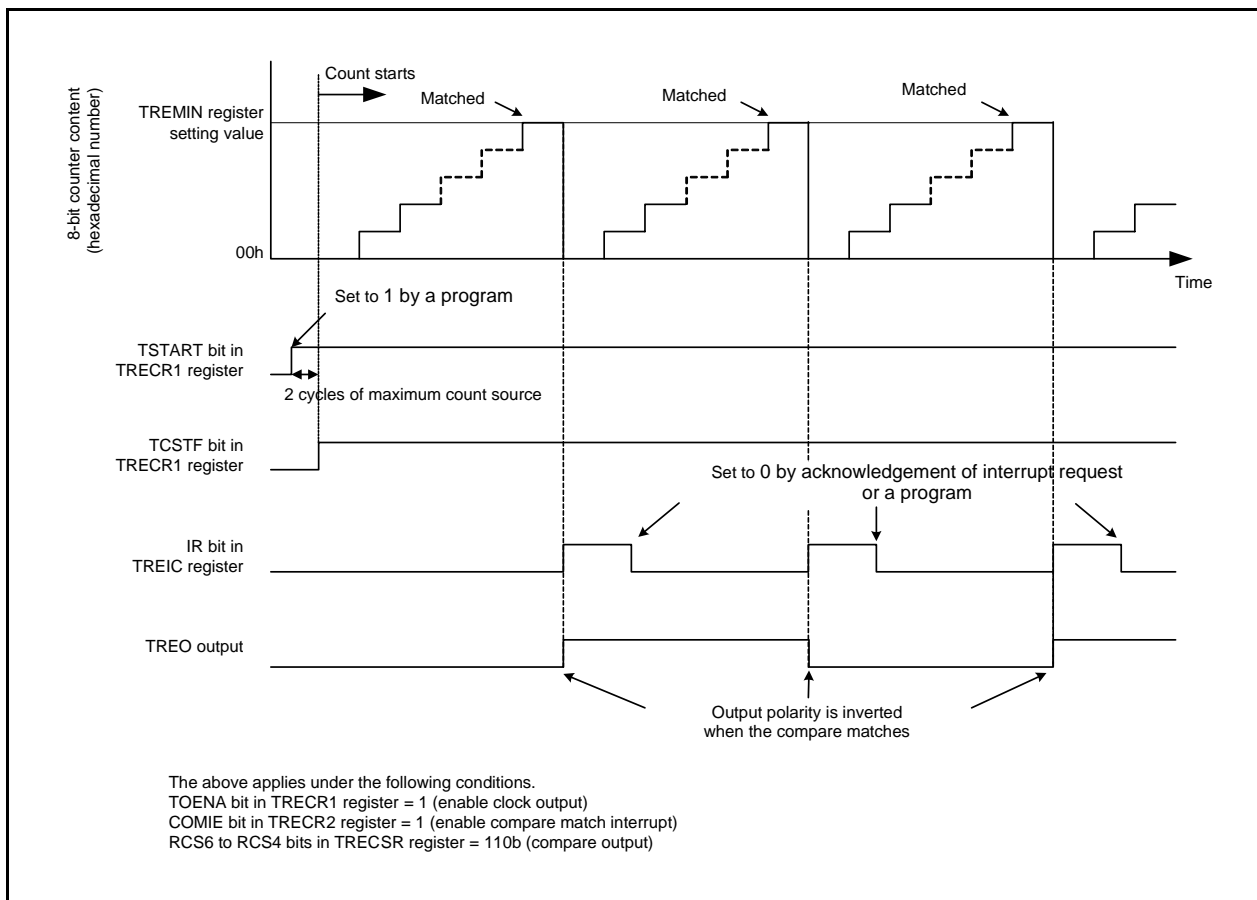 8-bit counter content
(hexadecimal number)
Count starts
Matched
Matched
Matched
TREMIN register
setting value
00h
Time
Set to 1 by a program
TSTART bit in
TRECR1 register
2 cycles of maximum count source
TCSTF bit in
TRECR1 register
Set to 0 by acknowledgement of interrupt request
or a program
IR bit in
TREIC register
TREO output
Output polarity is inverted
when the compare matches
The above applies under the following conditions.
TOENA bit in TRECR1 register = 1 (enable clock output)
COMIE bit in TRECR2 register = 1 (enable compare match interrupt)
RCS6 to RCS4 bits in TRECSR register = 110b (compare output)